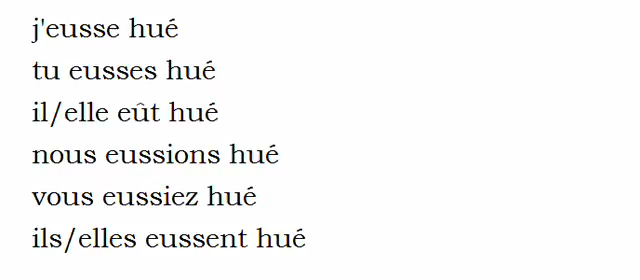 j'eusse hué
tu eusses hué
il/elle eût hué
nous eussions hué
vous eussiez hué
ils/elles eussent hué